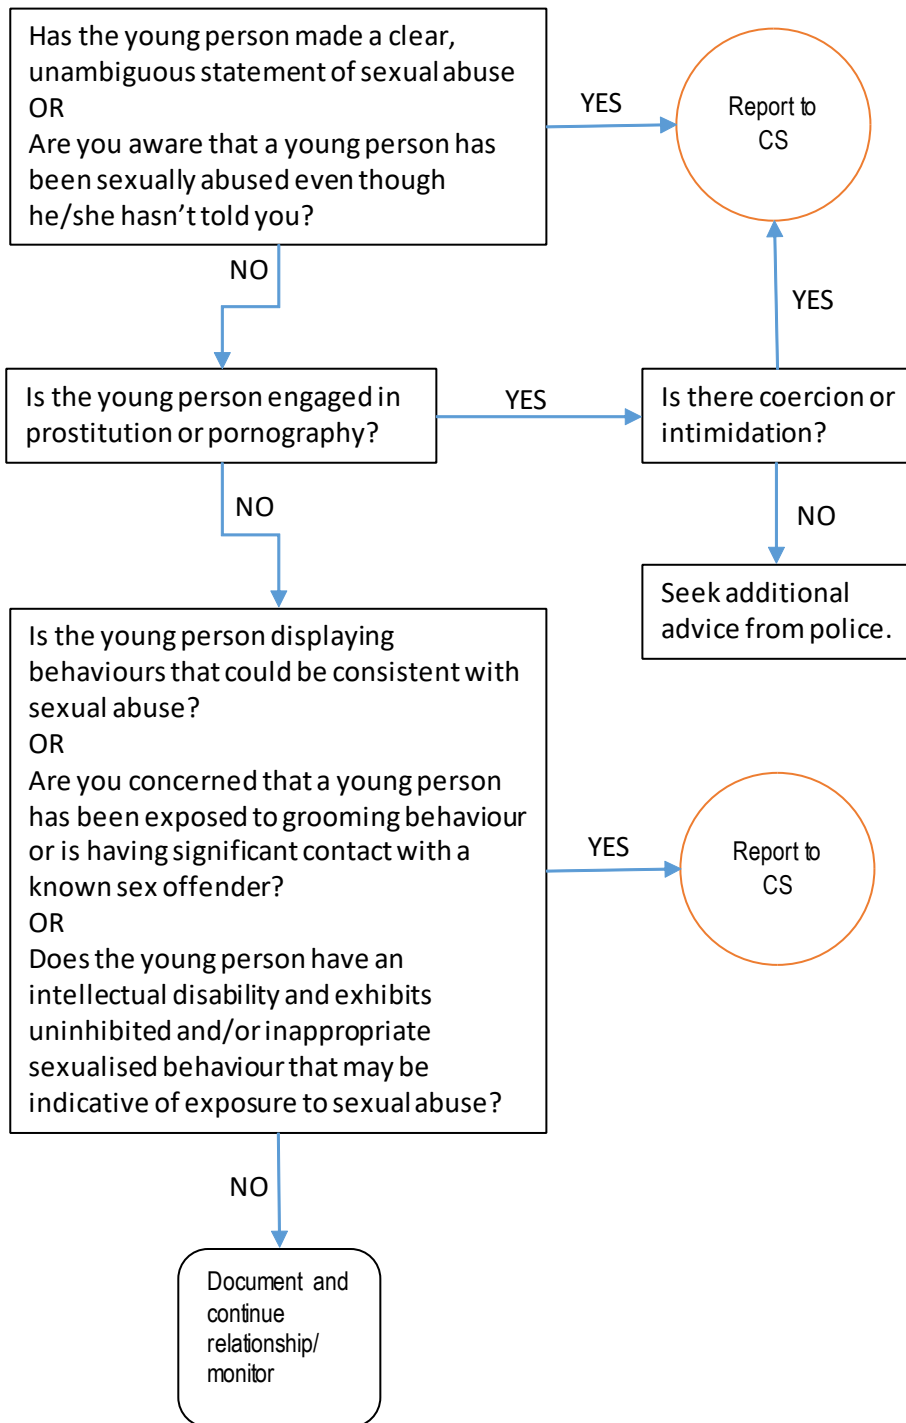 Has the young person made a clear,
unambiguous statement of sexual abuse
OR
Are you aware that a young person has
been sexually abused even though
he/she hasn’t told you?
YES
Report to
CS
NO
YES
Is the young person engaged in
prostitution or pornography?
YES
Is there coercion or
intimidation?
NO
NO
Seek additional
advice from police.
Is the young person displaying
behaviours that could be consistent with
sexual abuse?
OR
Are you concerned that a young person
has been exposed to grooming behaviour
or is having significant contact with a
known sex offender?
OR
Does the young person have an
intellectual disability and exhibits
uninhibited and/or inappropriate
sexualised behaviour that may be
indicative of exposure to sexual abuse?
YES
Report to
CS
NO
Document and
continue
relationship/
monitor